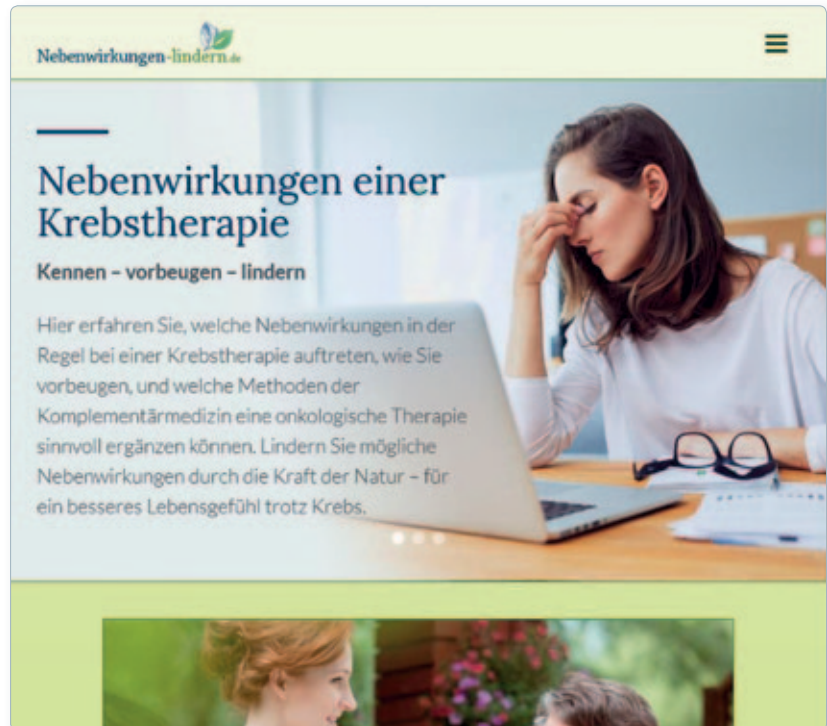 Nebenwirkungen-lindern.de
Nebenwirkungen einer
Krebstherapie
Kennen – vorbeugen – lindern
Hier erfahren Sie, welche Nebenwirkungen in der
Regel bei einer Krebstherapie auftreten, wie Sie
vorbeugen, und welche Methoden der
Komplementärmedizin eine onkologische Therapie
sinnvoll ergänzen können. Lindern Sie mögliche
Nebenwirkungen durch die Kraft der Natur – für
ein besseres Lebensgefühl trotz Krebs.